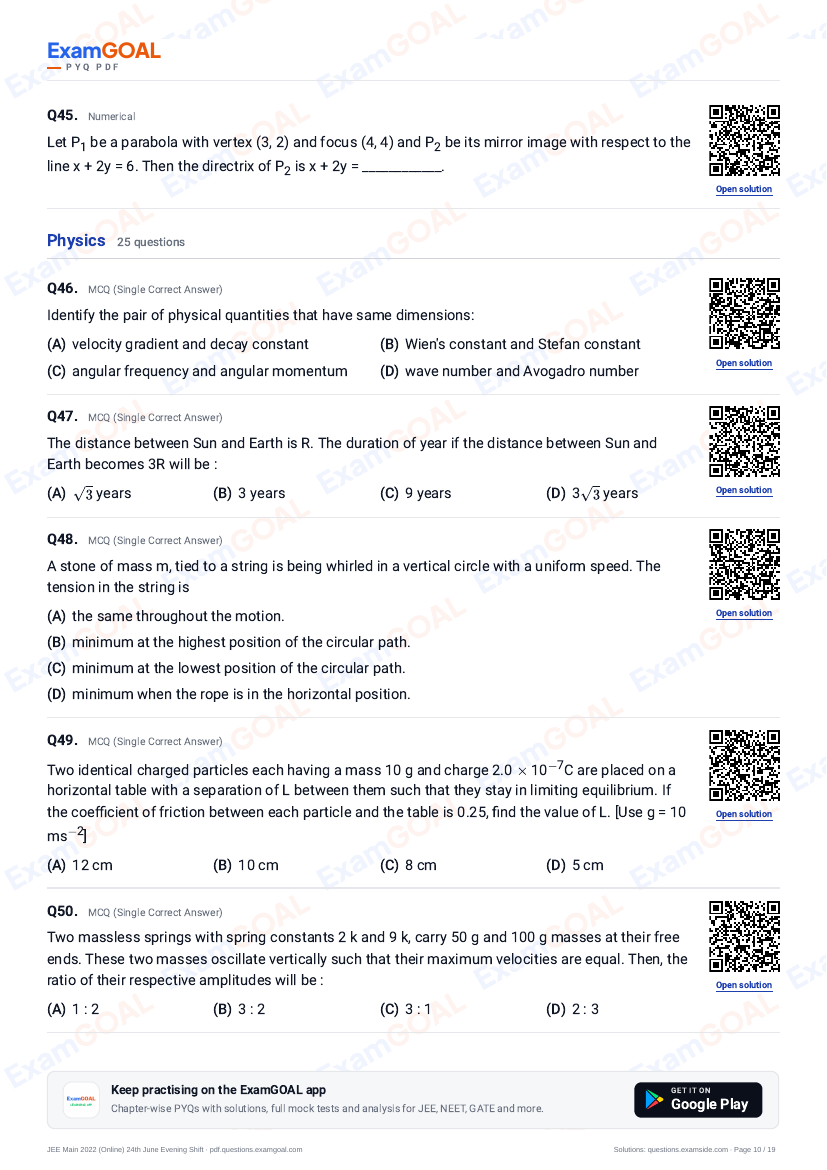 ExamGOAL
PYQ PDF
Q45. Numerical
Let P₁ be a parabola with vertex (3, 2) and focus (4, 4) and P₂ be its mirror image with respect to the
line x + 2y = 6. Then the directrix of P₂ is x + 2y = ____________.
Open solution
Physics 25 questions
Q46. MCQ (Single Correct Answer)
Identify the pair of physical quantities that have same dimensions:
(A) velocity gradient and decay constant (B) Wien's constant and Stefan constant
(C) angular frequency and angular momentum (D) wave number and Avogadro number
Open solution
Q47. MCQ (Single Correct Answer)
The distance between Sun and Earth is R. The duration of year if the distance between Sun and
Earth becomes 3R will be :
(A) √3 years (B) 3 years (C) 9 years (D) 3√3 years
Open solution
Q48. MCQ (Single Correct Answer)
A stone of mass m, tied to a string is being whirled in a vertical circle with a uniform speed. The
tension in the string is
(A) the same throughout the motion.
(B) minimum at the highest position of the circular path.
(C) minimum at the lowest position of the circular path.
(D) minimum when the rope is in the horizontal position.
Open solution
Q49. MCQ (Single Correct Answer)
Two identical charged particles each having a mass 10 g and charge 2.0 × 10⁻⁷C are placed on a
horizontal table with a separation of L between them such that they stay in limiting equilibrium. If
the coefficient of friction between each particle and the table is 0.25, find the value of L. [Use g = 10
ms⁻²]
(A) 12 cm (B) 10 cm (C) 8 cm (D) 5 cm
Open solution
Q50. MCQ (Single Correct Answer)
Two massless springs with spring constants 2 k and 9 k, carry 50 g and 100 g masses at their free
ends. These two masses oscillate vertically such that their maximum velocities are equal. Then, the
ratio of their respective amplitudes will be :
(A) 1 : 2 (B) 3 : 2 (C) 3 : 1 (D) 2 : 3
Open solution
ExamGOAL
Keep practising on the ExamGOAL app
Chapter-wise PYQs with solutions, full mock tests and analysis for JEE, NEET, GATE and more.
GET IT ON
Google Play
JEE Main 2022 (Online) 24th June Evening Shift · pdf.questions.examgoal.com Solutions: questions.examside.com · Page 10 / 19